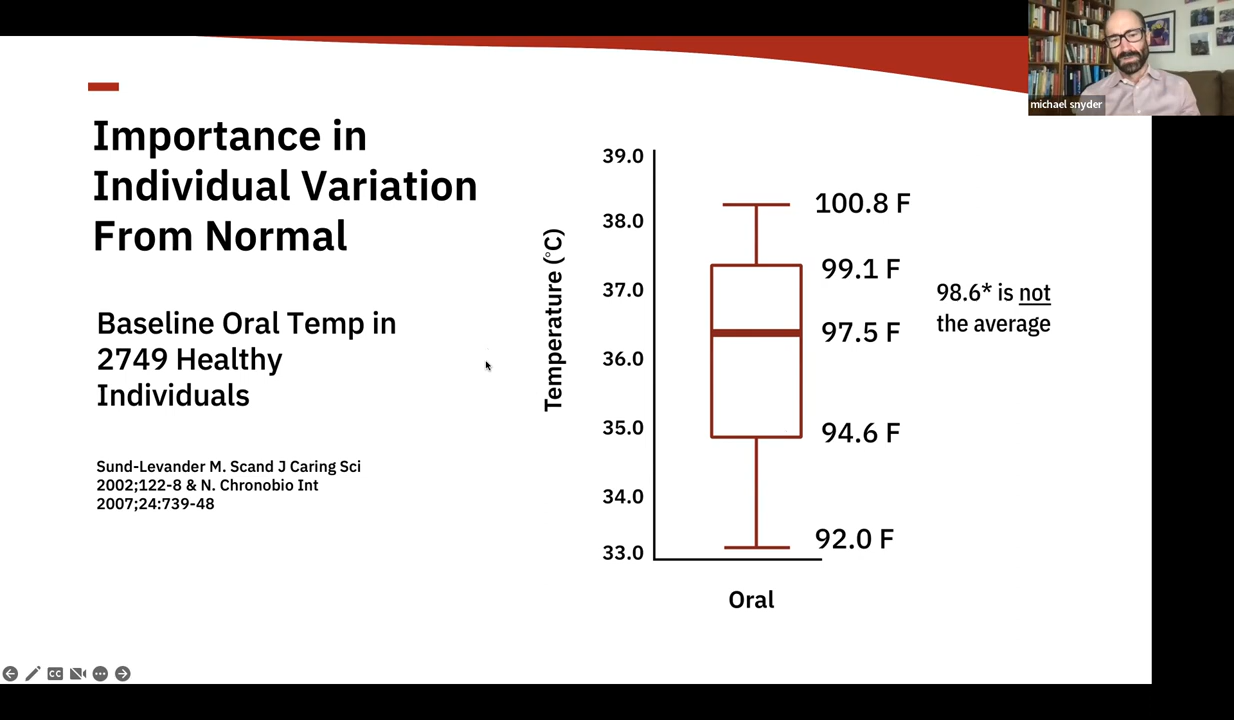 michael snyder
Importance in
Individual Variation
From Normal
Baseline Oral Temp in
2749 Healthy
Individuals
Sund-Levander M. Scand J Caring Sci
2002;122-8 & N. Chronobio Int
2007;24:739-48
Temperature (°C)
39.0
38.0
37.0
36.0
35.0
34.0
33.0
100.8 F
99.1 F
97.5 F
94.6 F
92.0 F
Oral
98.6* is not
the average
CC